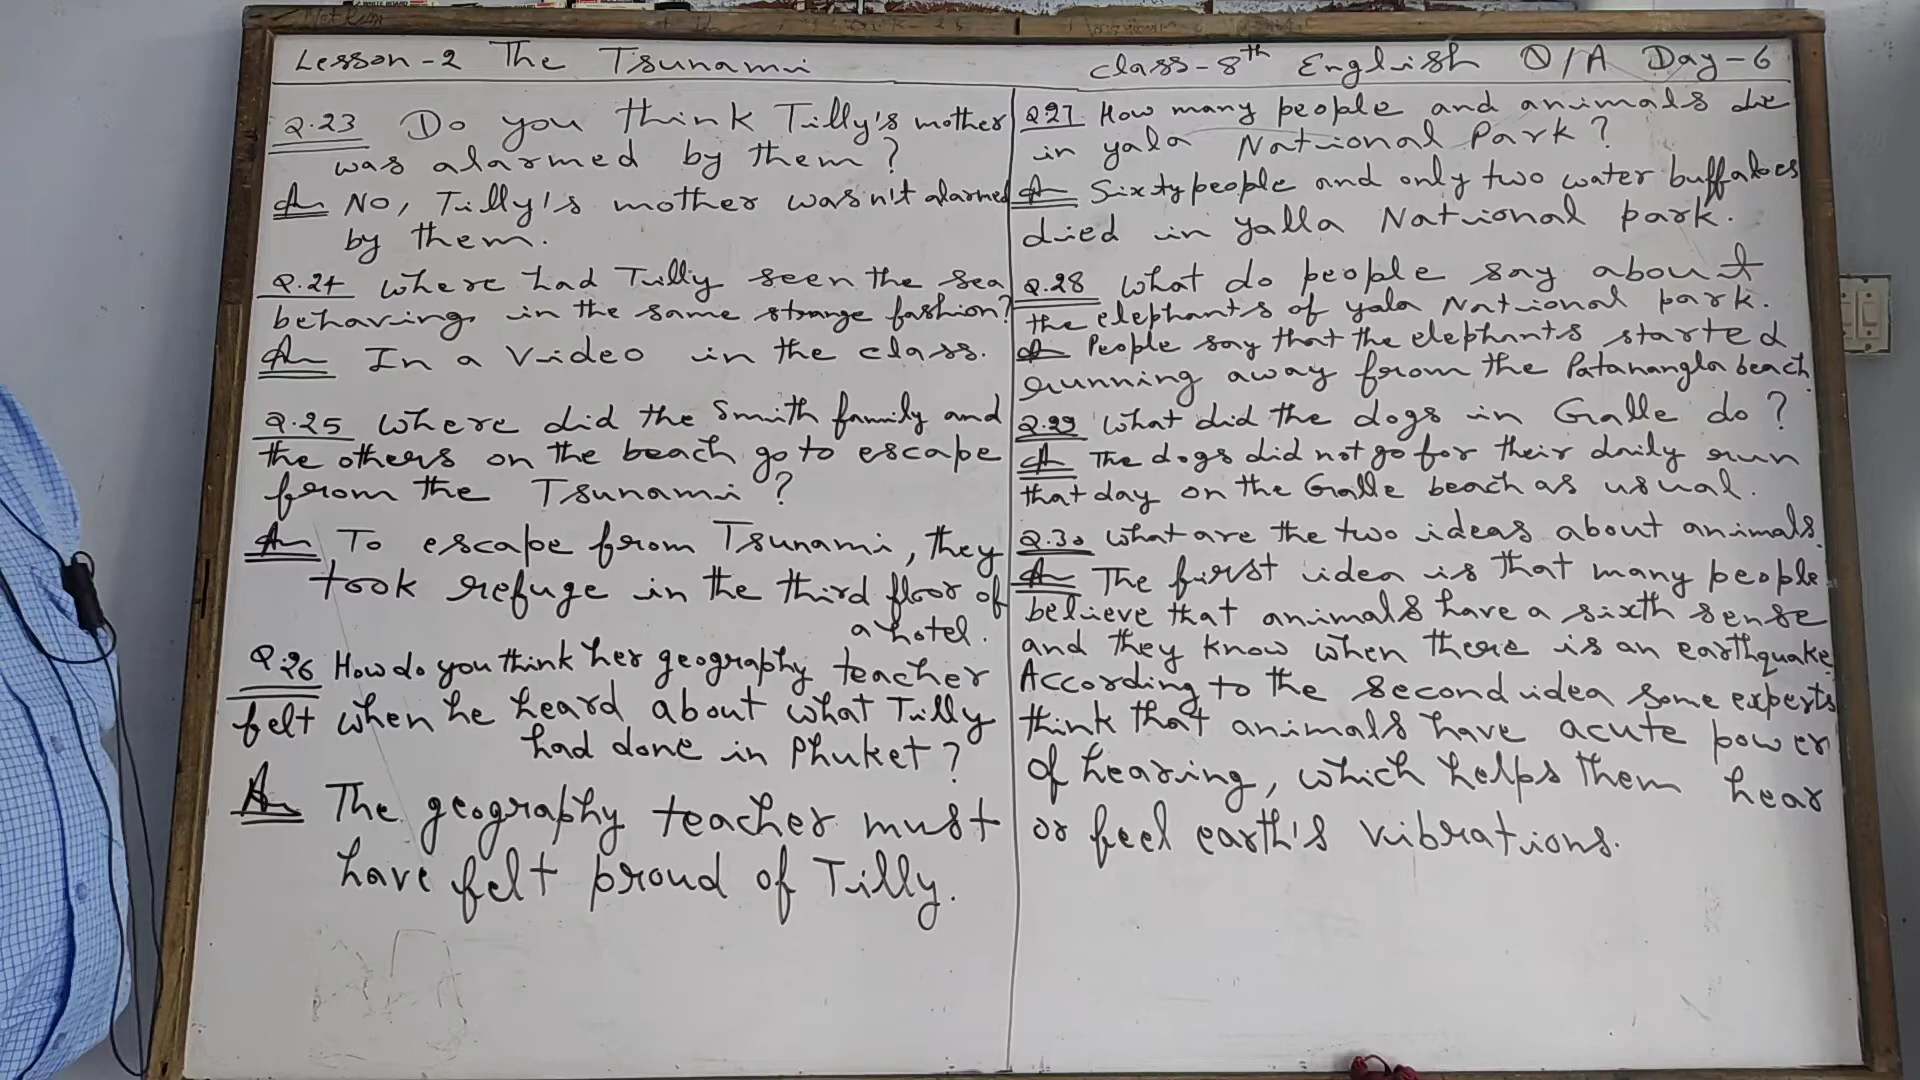 Lesson-2 The Tsunami
Class-8th English Q/A Day-6
Q.23 Do you think Tilly's mother
was alarmed by them?
A NO, Tilly's mother wasn't alarmed
by them.
Q.24 Where had Tilly seen the sea
behaving in the same strange fashion?
A In a Video in the class.
Q.25 Where did the Smith family and
the others on the beach go to escape
from the Tsunami?
A To escape from Tsunami, they
took refuge in the third floor of
a hotel.
Q.26 How do you think her geography teacher
felt when he heard about what Tilly
had done in Phuket?
A The geography teacher must
have felt proud of Tilly.
Q27. How many people and animals die
in yala National Park?
A Sixty people and only two water buffaloes
died in yalla National park.
Q.28 What do people say about
the elephants of yala National park.
A People say that the elephants started
running away from the Patanangla beach.
Q.29 What did the dogs in Galle do?
A The dogs did not go for their daily run
that day on the Galle beach as usual.
Q.30 What are the two ideas about animals.
A The first idea is that many people
believe that animals have a sixth sense
and they know when there is an earthquake.
According to the second idea some experts
think that animals have acute power
of hearing, which helps them hear
or feel earth's vibrations.